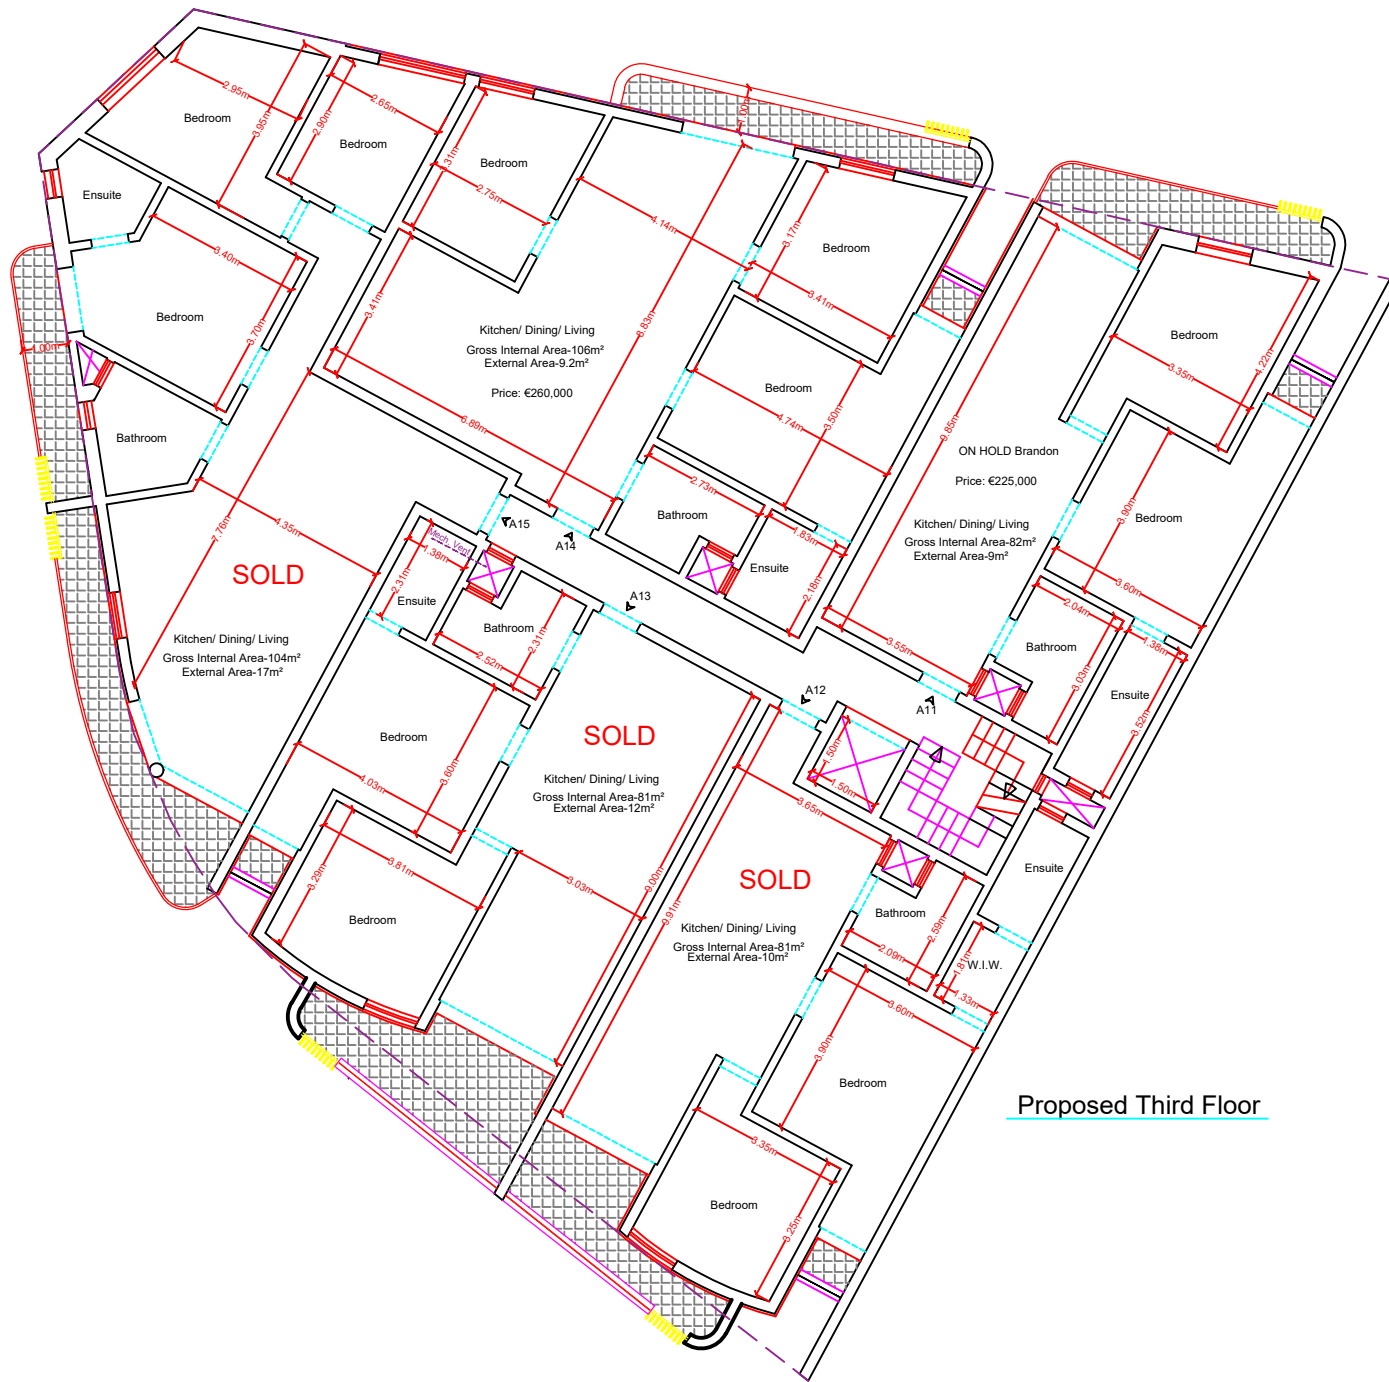 2.95m
3.95m
Bedroom
2.65m
2.90m
Bedroom
3.31m
Bedroom
2.75m
1.00m
Ensuite
3.40m
Bedroom
3.70m
1.00m
Bathroom
4.14m
3.17m
Bedroom
3.41m
3.41m
8.83m
Kitchen/ Dining/ Living
Gross Internal Area-106m²
External Area-9.2m²
Price: €260,000
6.89m
Bedroom
4.74m
3.50m
2.73m
Bathroom
1.83m
Ensuite
2.18m
9.85m
ON HOLD Brandon
Price: €225,000
Kitchen/ Dining/ Living
Gross Internal Area-82m²
External Area-9m²
3.55m
Bedroom
3.35m
4.22m
3.90m
Bedroom
3.60m
2.04m
Bathroom
3.03m
1.38m
Ensuite
3.52m
A15
A14
A13
A12
A11
7.76m
4.35m
SOLD
Kitchen/ Dining/ Living
Gross Internal Area-104m²
External Area-17m²
Mech. Vent
1.38m
2.31m
Ensuite
Bathroom
2.31m
2.52m
Bedroom
4.03m
3.60m
3.29m
3.81m
Bedroom
SOLD
Kitchen/ Dining/ Living
Gross Internal Area-81m²
External Area-12m²
3.03m
9.00m
1.50m
1.50m
3.65m
9.91m
SOLD
Kitchen/ Dining/ Living
Gross Internal Area-81m²
External Area-10m²
Bathroom
2.59m
2.09m
Ensuite
1.81m
W.I.W.
1.33m
3.60m
3.90m
Bedroom
3.35m
Bedroom
3.25m
Proposed Third Floor